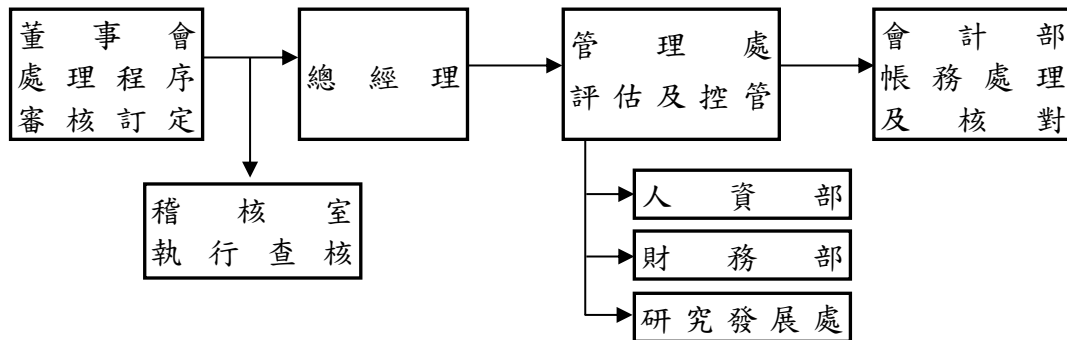 董事會
處理程序
審核訂定
總經理
管理處
評估及控管
會計部
帳務處理
及核對
稽核室
執行查核
人資部
財務部
研究發展處